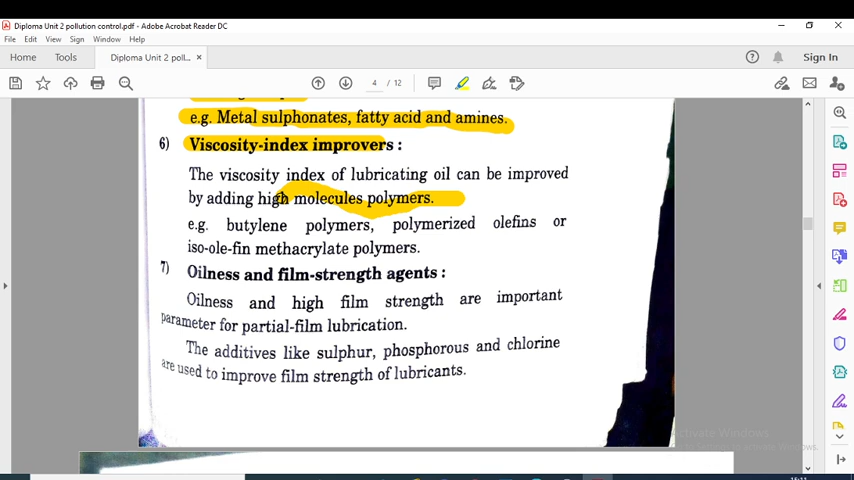 Diploma Unit 2 pollution control.pdf - Adobe Acrobat Reader DC
File Edit View Sign Window Help
Home Tools Diploma Unit 2 poll... × Sign In
4 / 12
e.g. Metal sulphonates, fatty acid and amines.
6) Viscosity-index improvers :
The viscosity index of lubricating oil can be improved
by adding high molecules polymers.
e.g. butylene polymers, polymerized olefins or
iso-ole-fin methacrylate polymers.
7) Oilness and film-strength agents :
Oilness and high film strength are important
parameter for partial-film lubrication.
The additives like sulphur, phosphorous and chlorine
are used to improve film strength of lubricants.
Activate Windows